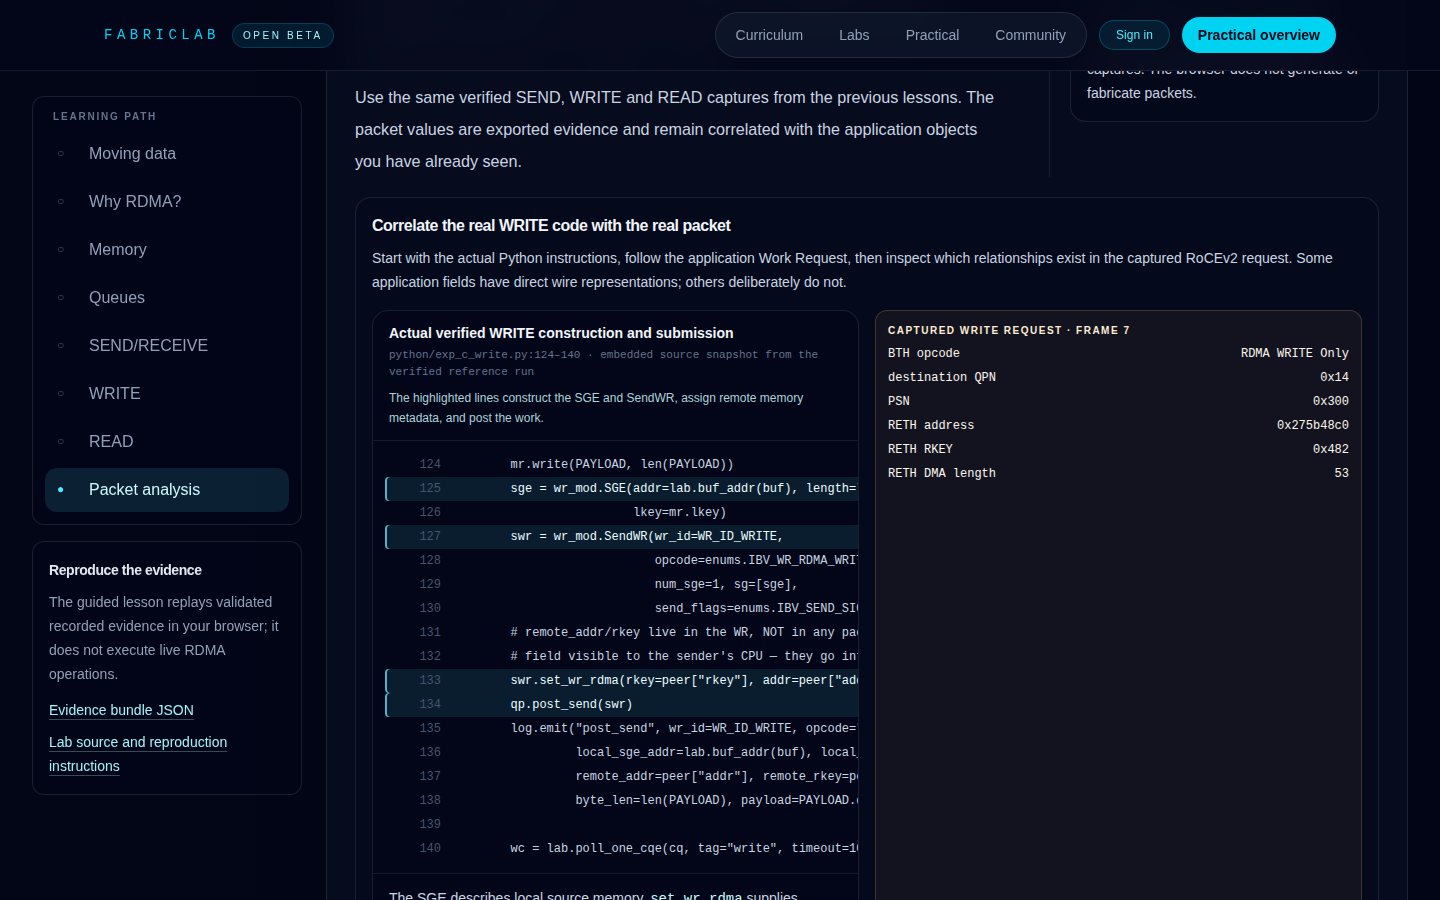 FABRICLAB
OPEN BETA
Curriculum
Labs
Practical
Community
Sign in
Practical overview
LEARNING PATH
Moving data
Why RDMA?
Memory
Queues
SEND/RECEIVE
WRITE
READ
Packet analysis
Reproduce the evidence
The guided lesson replays validated
recorded evidence in your browser; it
does not execute live RDMA
operations.
Evidence bundle JSON
Lab source and reproduction
instructions
Use the same verified SEND, WRITE and READ captures from the previous lessons. The
packet values are exported evidence and remain correlated with the application objects
you have already seen.
captures. The browser does not generate or
fabricate packets.
Correlate the real WRITE code with the real packet
Start with the actual Python instructions, follow the application Work Request, then inspect which relationships exist in the captured RoCEv2 request. Some
application fields have direct wire representations; others deliberately do not.
Actual verified WRITE construction and submission
python/exp_c_write.py:124–140 · embedded source snapshot from the
verified reference run
The highlighted lines construct the SGE and SendWR, assign remote memory
metadata, and post the work.
124 mr.write(PAYLOAD, len(PAYLOAD))
125 sge = wr_mod.SGE(addr=lab.buf_addr(buf), length=
126 lkey=mr.lkey)
127 swr = wr_mod.SendWR(wr_id=WR_ID_WRITE,
128 opcode=enums.IBV_WR_RDMA_WRI
129 num_sge=1, sg=[sge],
130 send_flags=enums.IBV_SEND_SI
131 # remote_addr/rkey live in the WR, NOT in any pa
132 # field visible to the sender's CPU — they go in
133 swr.set_wr_rdma(rkey=peer["rkey"], addr=peer["ad
134 qp.post_send(swr)
135 log.emit("post_send", wr_id=WR_ID_WRITE, opcode=
136 local_sge_addr=lab.buf_addr(buf), local_
137 remote_addr=peer["addr"], remote_rkey=p
138 byte_len=len(PAYLOAD), payload=PAYLOAD.
139
140 wc = lab.poll_one_cqe(cq, tag="write", timeout=1
The SGE describes local source memory. set_wr_rdma supplies
CAPTURED WRITE REQUEST · FRAME 7
BTH opcode RDMA WRITE Only
destination QPN 0x14
PSN 0x300
RETH address 0x275b48c0
RETH RKEY 0x482
RETH DMA length 53